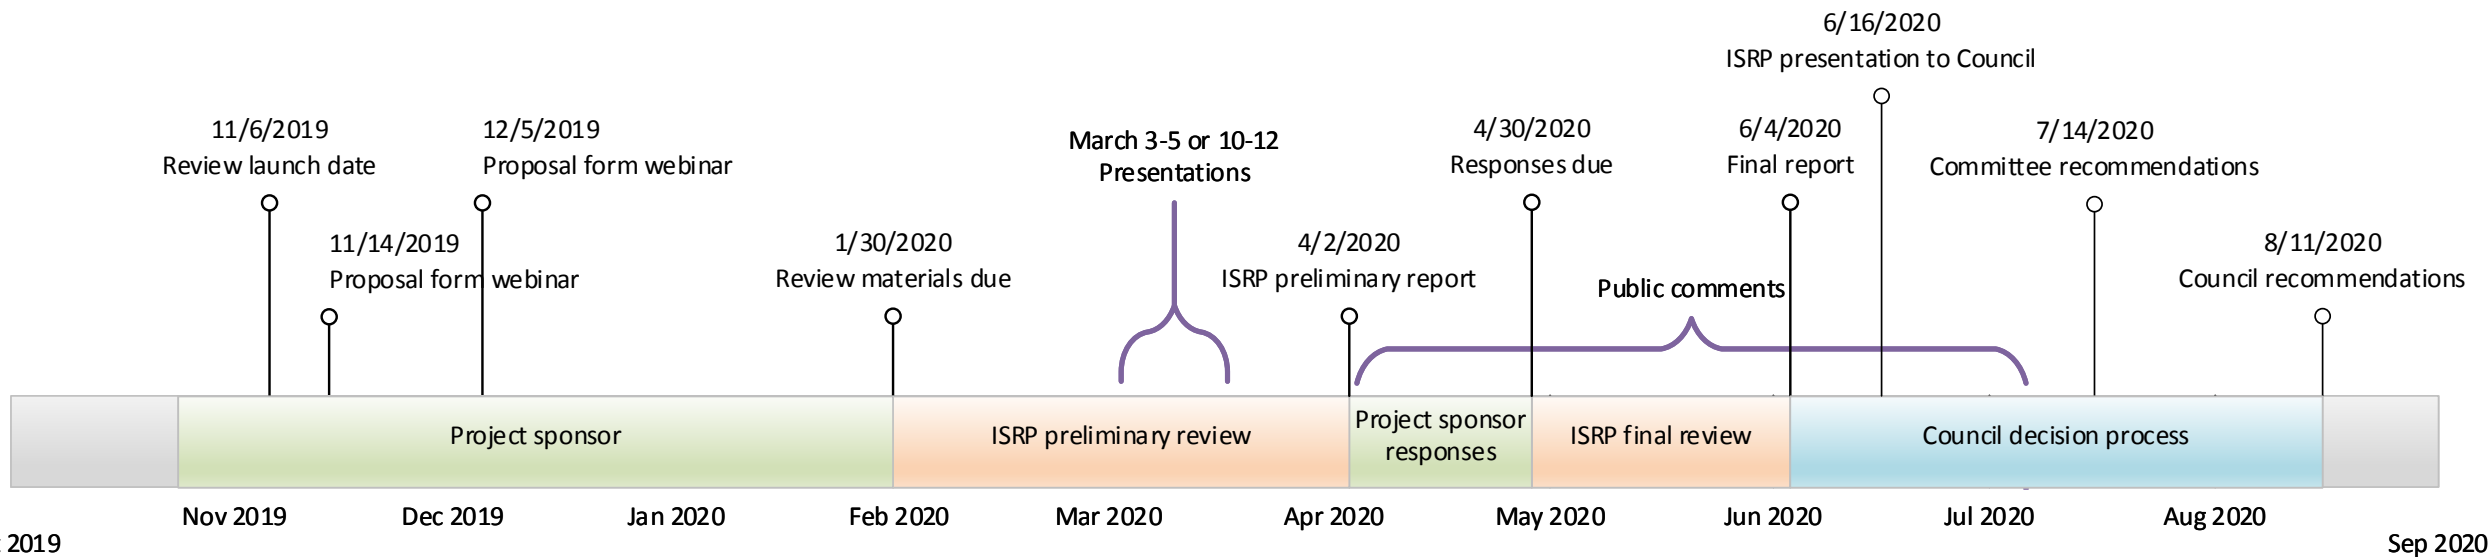 6/16/2020
ISRP presentation to Council
11/6/2019
Review launch date
12/5/2019
Proposal form webinar
March 3-5 or 10-12
Presentations
4/30/2020
Responses due
6/4/2020
Final report
7/14/2020
Committee recommendations
11/14/2019
Proposal form webinar
1/30/2020
Review materials due
4/2/2020
ISRP preliminary report
Public comments
8/11/2020
Council recommendations
Project sponsor
ISRP preliminary review
Project sponsor
responses
ISRP final review
Council decision process
Nov 2019
Dec 2019
Jan 2020
Feb 2020
Mar 2020
Apr 2020
May 2020
Jun 2020
Jul 2020
Aug 2020
2019
Sep 2020